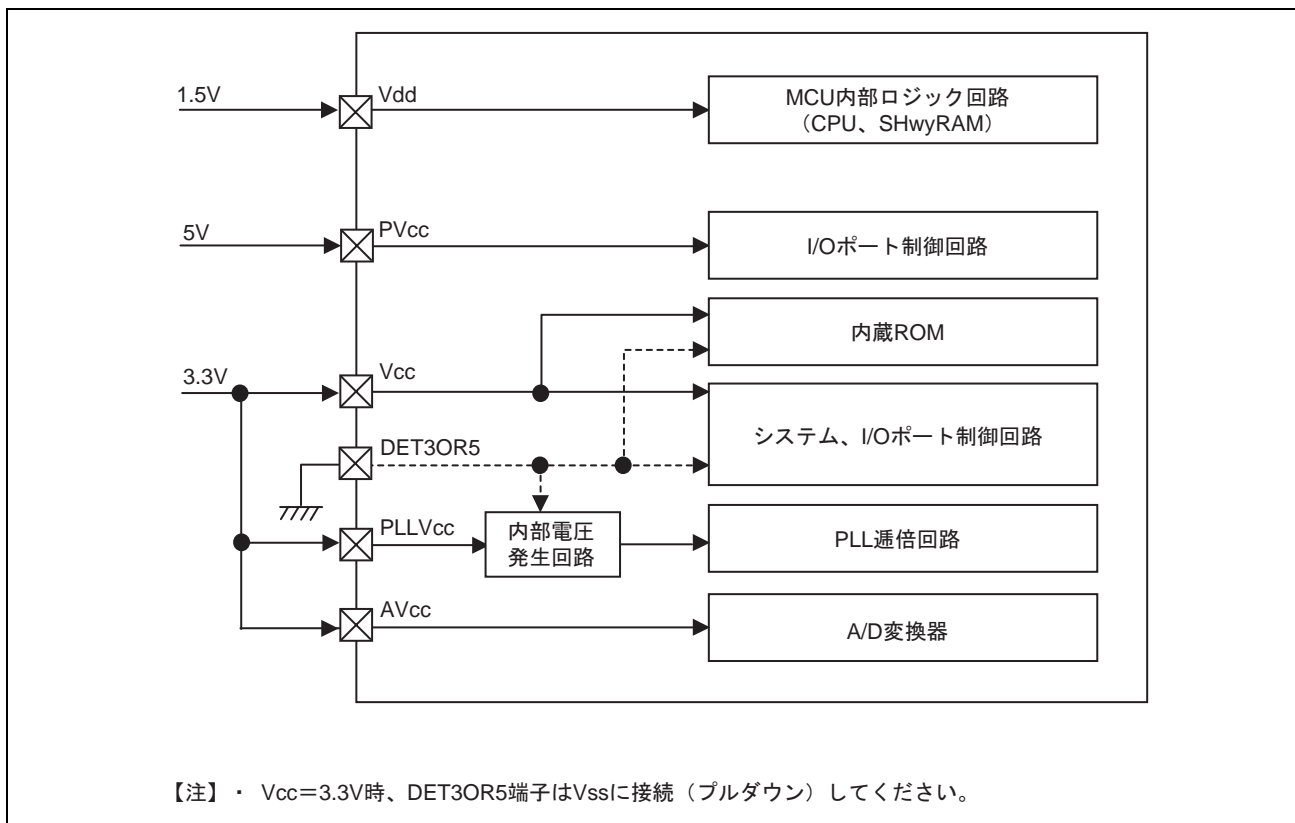 1.5V
Vdd
MCU内部ロジック回路
（CPU、SHwyRAM）
5V
PVcc
I/Oポート制御回路
内蔵ROM
3.3V
Vcc
システム、I/Oポート制御回路
DET3OR5
PLLVcc
内部電圧
発生回路
PLL逓倍回路
AVcc
A/D変換器
【注】・ Vcc＝3.3V時、DET3OR5端子はVssに接続（プルダウン）してください。